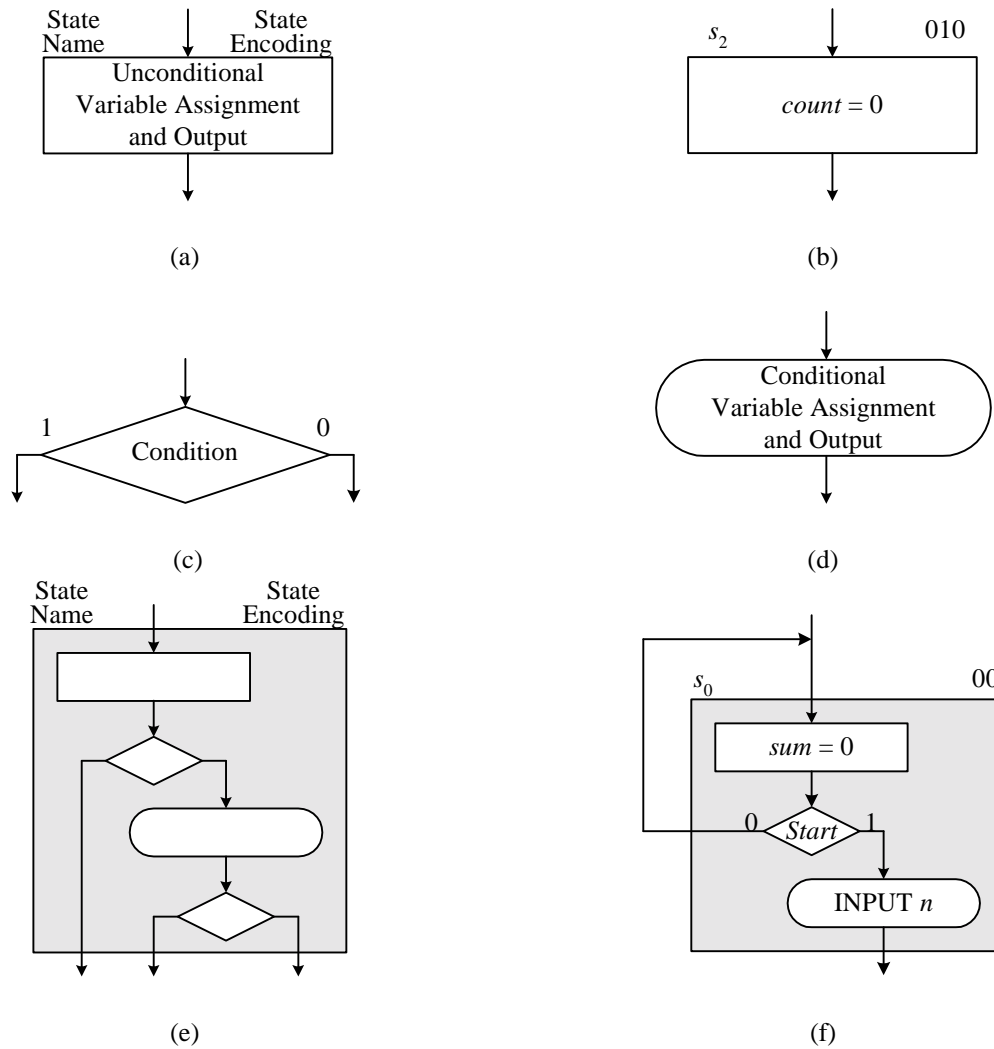 State
Name
State
Encoding
Unconditional
Variable Assignment
and Output
(a)
s2
010
count = 0
(b)
1
0
Condition
(c)
Conditional
Variable Assignment
and Output
(d)
State
Name
State
Encoding
(e)
s0
00
sum = 0
0
Start
1
INPUT n
(f)